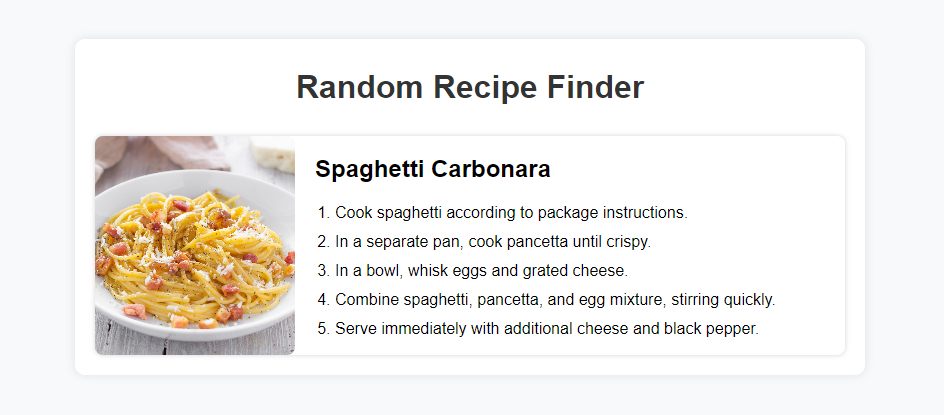 Random Recipe Finder
Spaghetti Carbonara
1. Cook spaghetti according to package instructions.
2. In a separate pan, cook pancetta until crispy.
3. In a bowl, whisk eggs and grated cheese.
4. Combine spaghetti, pancetta, and egg mixture, stirring quickly.
5. Serve immediately with additional cheese and black pepper.